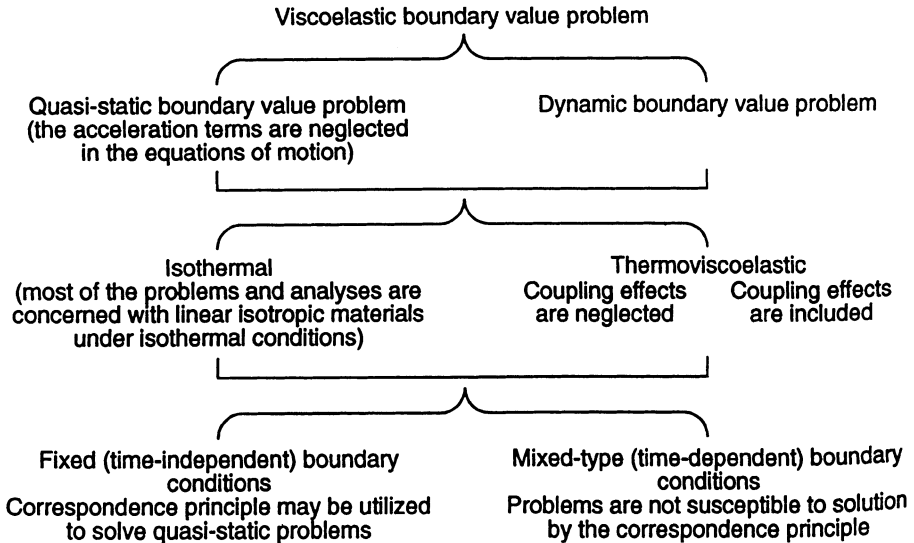 Viscoelastic boundary value problem
Quasi-static boundary value problem
(the acceleration terms are neglected
in the equations of motion)
Dynamic boundary value problem
Isothermal
(most of the problems and analyses are
concerned with linear isotropic materials
under isothermal conditions)
Thermoviscoelastic
Coupling effects
are neglected
Coupling effects
are included
Fixed (time-independent) boundary
conditions
Correspondence principle may be utilized
to solve quasi-static problems
Mixed-type (time-dependent) boundary
conditions
Problems are not susceptible to solution
by the correspondence principle